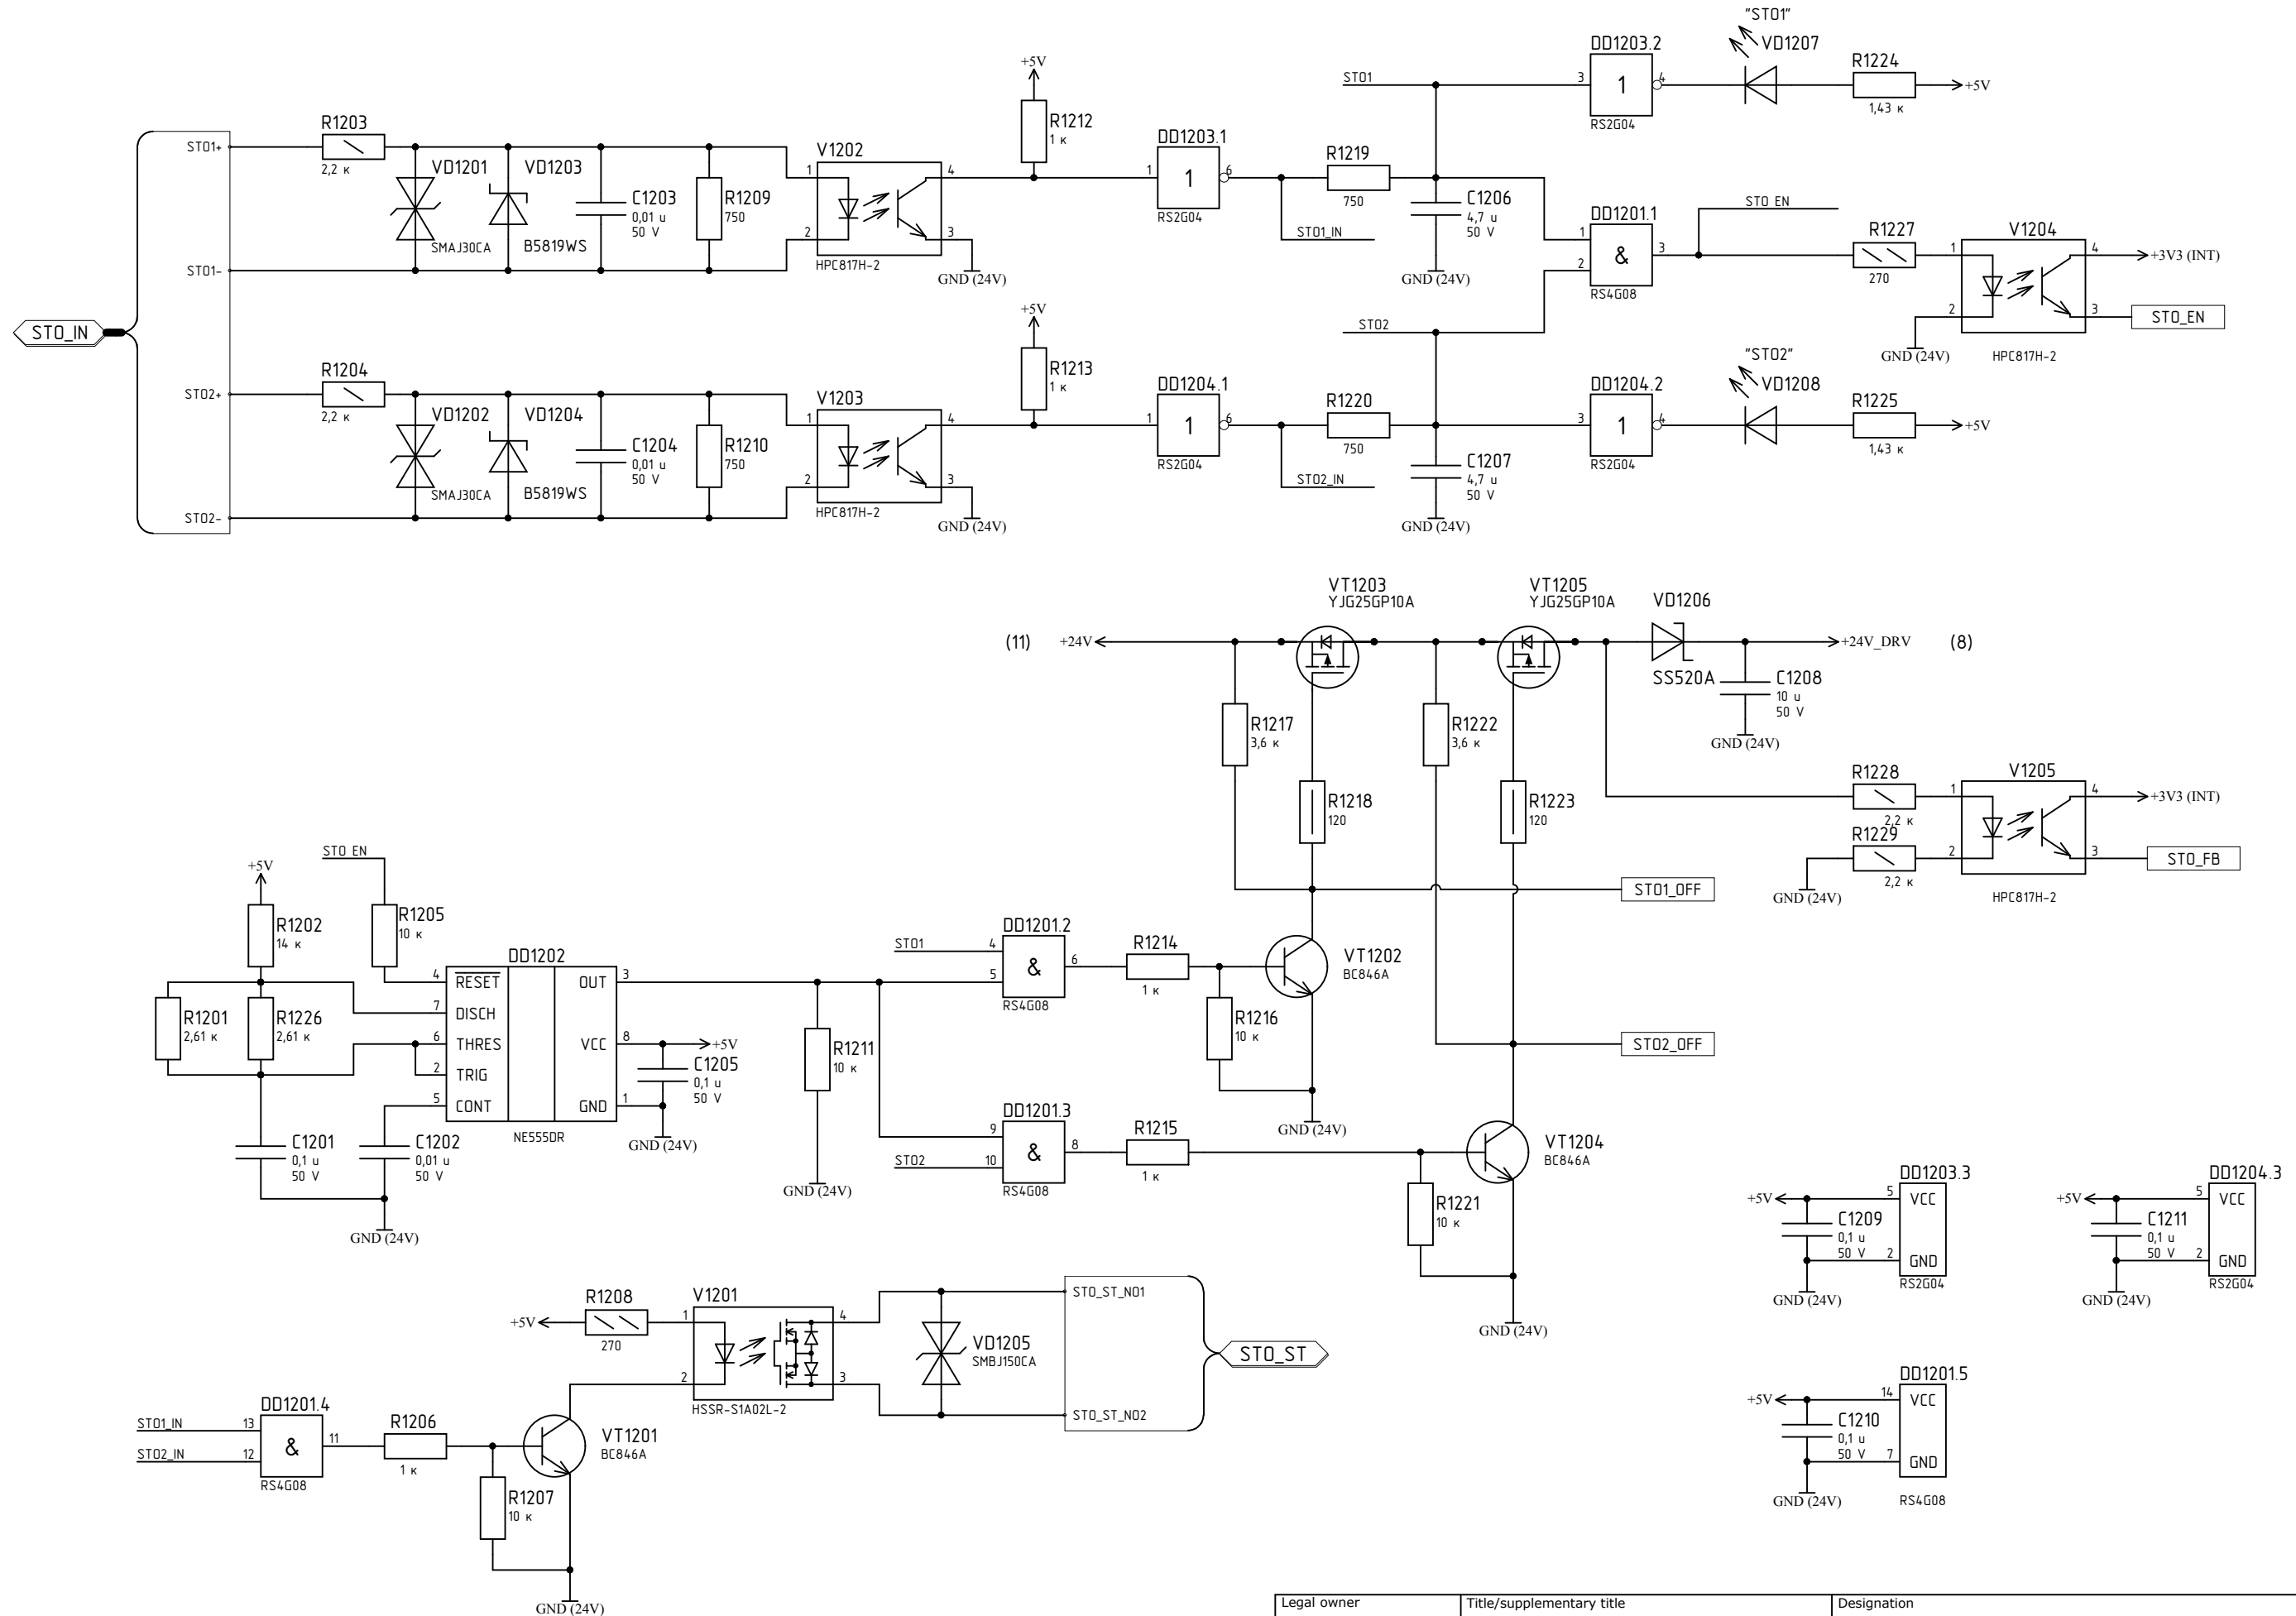 "STO1"
DD1203.2
VD1207
R1224
+5V
STO1
3
1
4
+5V
1,43 к
RS2G04
R1203
STO1+
2,2 к
VD1201
VD1203
C1203
0,01 u
50 V
R1209
750
SMAJ30CA
B5819WS
STO1-
V1202
1
4
2
3
HPC817H-2
GND (24V)
R1212
1 к
DD1203.1
1
1
6
RS2G04
R1219
750
STO1_IN
C1206
4,7 u
50 V
GND (24V)
DD1201.1
1
2
&
3
RS4G08
STO EN
R1227
270
V1204
1
4
+3V3 (INT)
2
3
STO_EN
GND (24V)
HPC817H-2
STO_IN
+5V
STO2
"STO2"
R1204
STO2+
2,2 к
VD1202
VD1204
C1204
0,01 u
50 V
R1210
750
SMAJ30CA
B5819WS
STO2-
V1203
1
4
2
3
HPC817H-2
GND (24V)
R1213
1 к
DD1204.1
1
1
6
RS2G04
R1220
750
STO2_IN
C1207
4,7 u
50 V
GND (24V)
DD1204.2
3
1
4
RS2G04
VD1208
R1225
1,43 к
+5V
VT1203
YJG25GP10A
VT1205
YJG25GP10A
VD1206
(11)
+24V
+24V_DRV
(8)
SS520A
C1208
10 u
50 V
GND (24V)
R1217
3,6 к
R1222
3,6 к
R1218
120
R1223
120
R1228
2,2 к
R1229
2,2 к
V1205
1
4
+3V3 (INT)
2
3
STO_FB
GND (24V)
HPC817H-2
STO1_OFF
STO EN
+5V
R1202
14 к
R1205
10 к
DD1202
4
RESET
OUT
3
7
DISCH
6
THRES
VCC
8
+5V
2
TRIG
5
CONT
GND
1
NE555DR
R1201
2,61 к
R1226
2,61 к
C1205
0,1 u
50 V
GND (24V)
C1201
0,1 u
50 V
C1202
0,01 u
50 V
GND (24V)
R1211
10 к
GND (24V)
DD1201.2
STO1
4
5
&
6
RS4G08
R1214
1 к
VT1202
BC846A
R1216
10 к
GND (24V)
STO2_OFF
DD1201.3
9
STO2
10
&
8
RS4G08
R1215
1 к
VT1204
BC846A
R1221
10 к
GND (24V)
DD1203.3
+5V
5
VCC
C1209
0,1 u
50 V
2
GND
RS2G04
GND (24V)
DD1204.3
+5V
5
VCC
C1211
0,1 u
50 V
2
GND
RS2G04
GND (24V)
R1208
+5V
270
V1201
1
4
2
3
HSSR-S1A02L-2
VD1205
SMBJ150CA
STO_ST_NO1
STO_ST_NO2
STO_ST
DD1201.4
STO1_IN
13
STO2_IN
12
&
11
RS4G08
R1206
1 к
VT1201
BC846A
R1207
10 к
GND (24V)
DD1201.5
+5V
14
VCC
C1210
0,1 u
50 V
7
GND
GND (24V)
RS4G08
Legal owner
Title/supplementary title
Designation